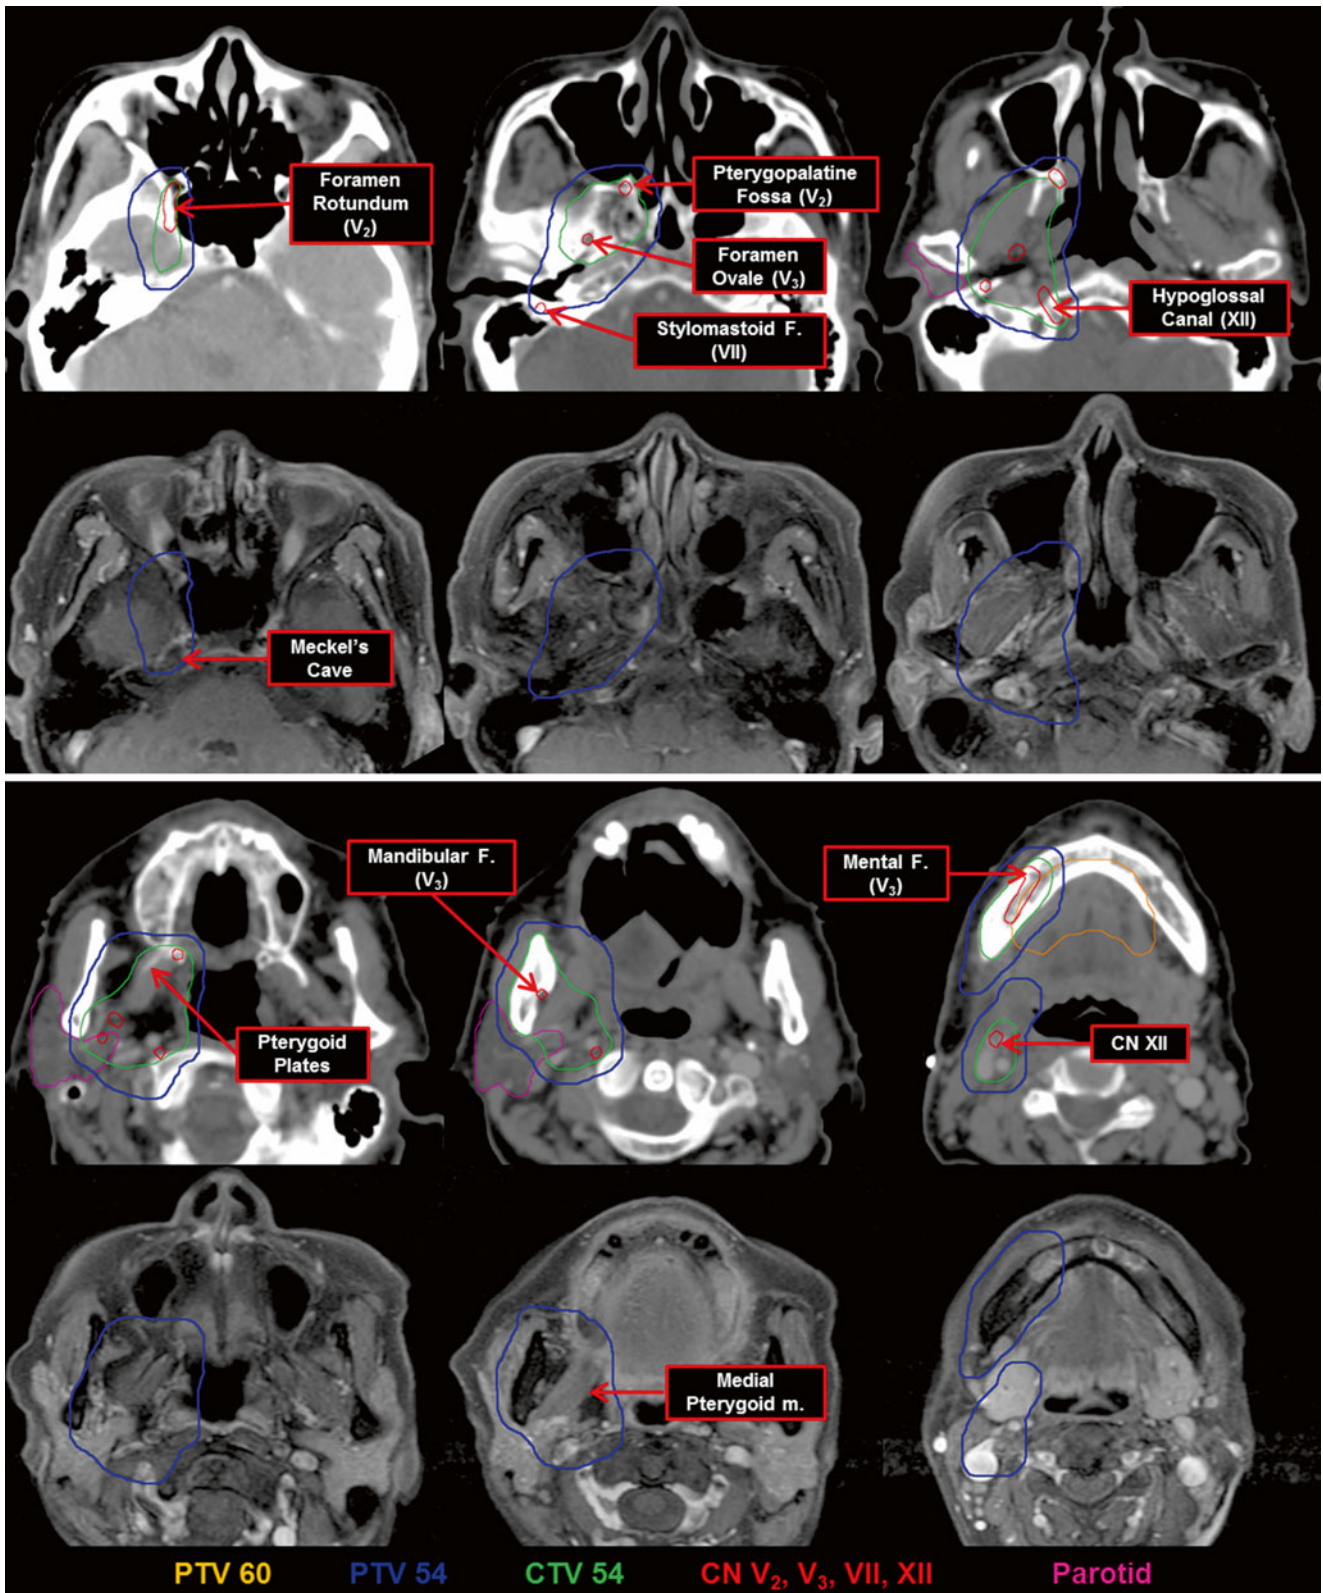 Foramen
Rotundum
(V2)
Pterygopalatine
Fossa (V2)
Foramen
Ovale (V3)
Stylomastoid F.
(VII)
Hypoglossal
Canal (XII)
Meckel's
Cave
Mandibular F.
(V3)
Mental F.
(V3)
Pterygoid
Plates
CN XII
Medial
Pterygoid m.
PTV 60 PTV 54 CTV 54 CN V2, V3, VII, XII Parotid